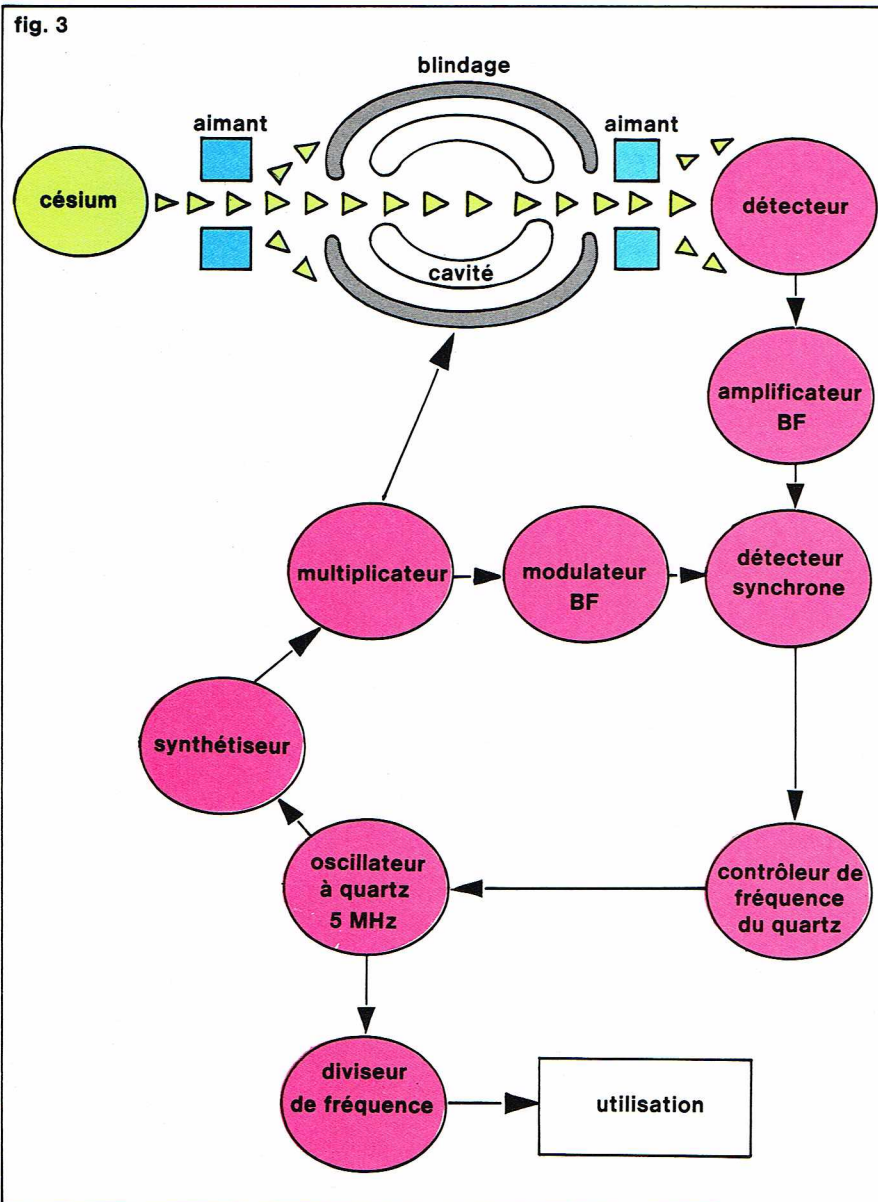 fig. 3
blindage
aimant
aimant
césium
détecteur
cavité
amplificateur
BF
multiplicateur
modulateur
BF
détecteur
synchrone
synthétiseur
oscillateur
à quartz
5 MHz
contrôleur de
fréquence
du quartz
diviseur
de fréquence
utilisation